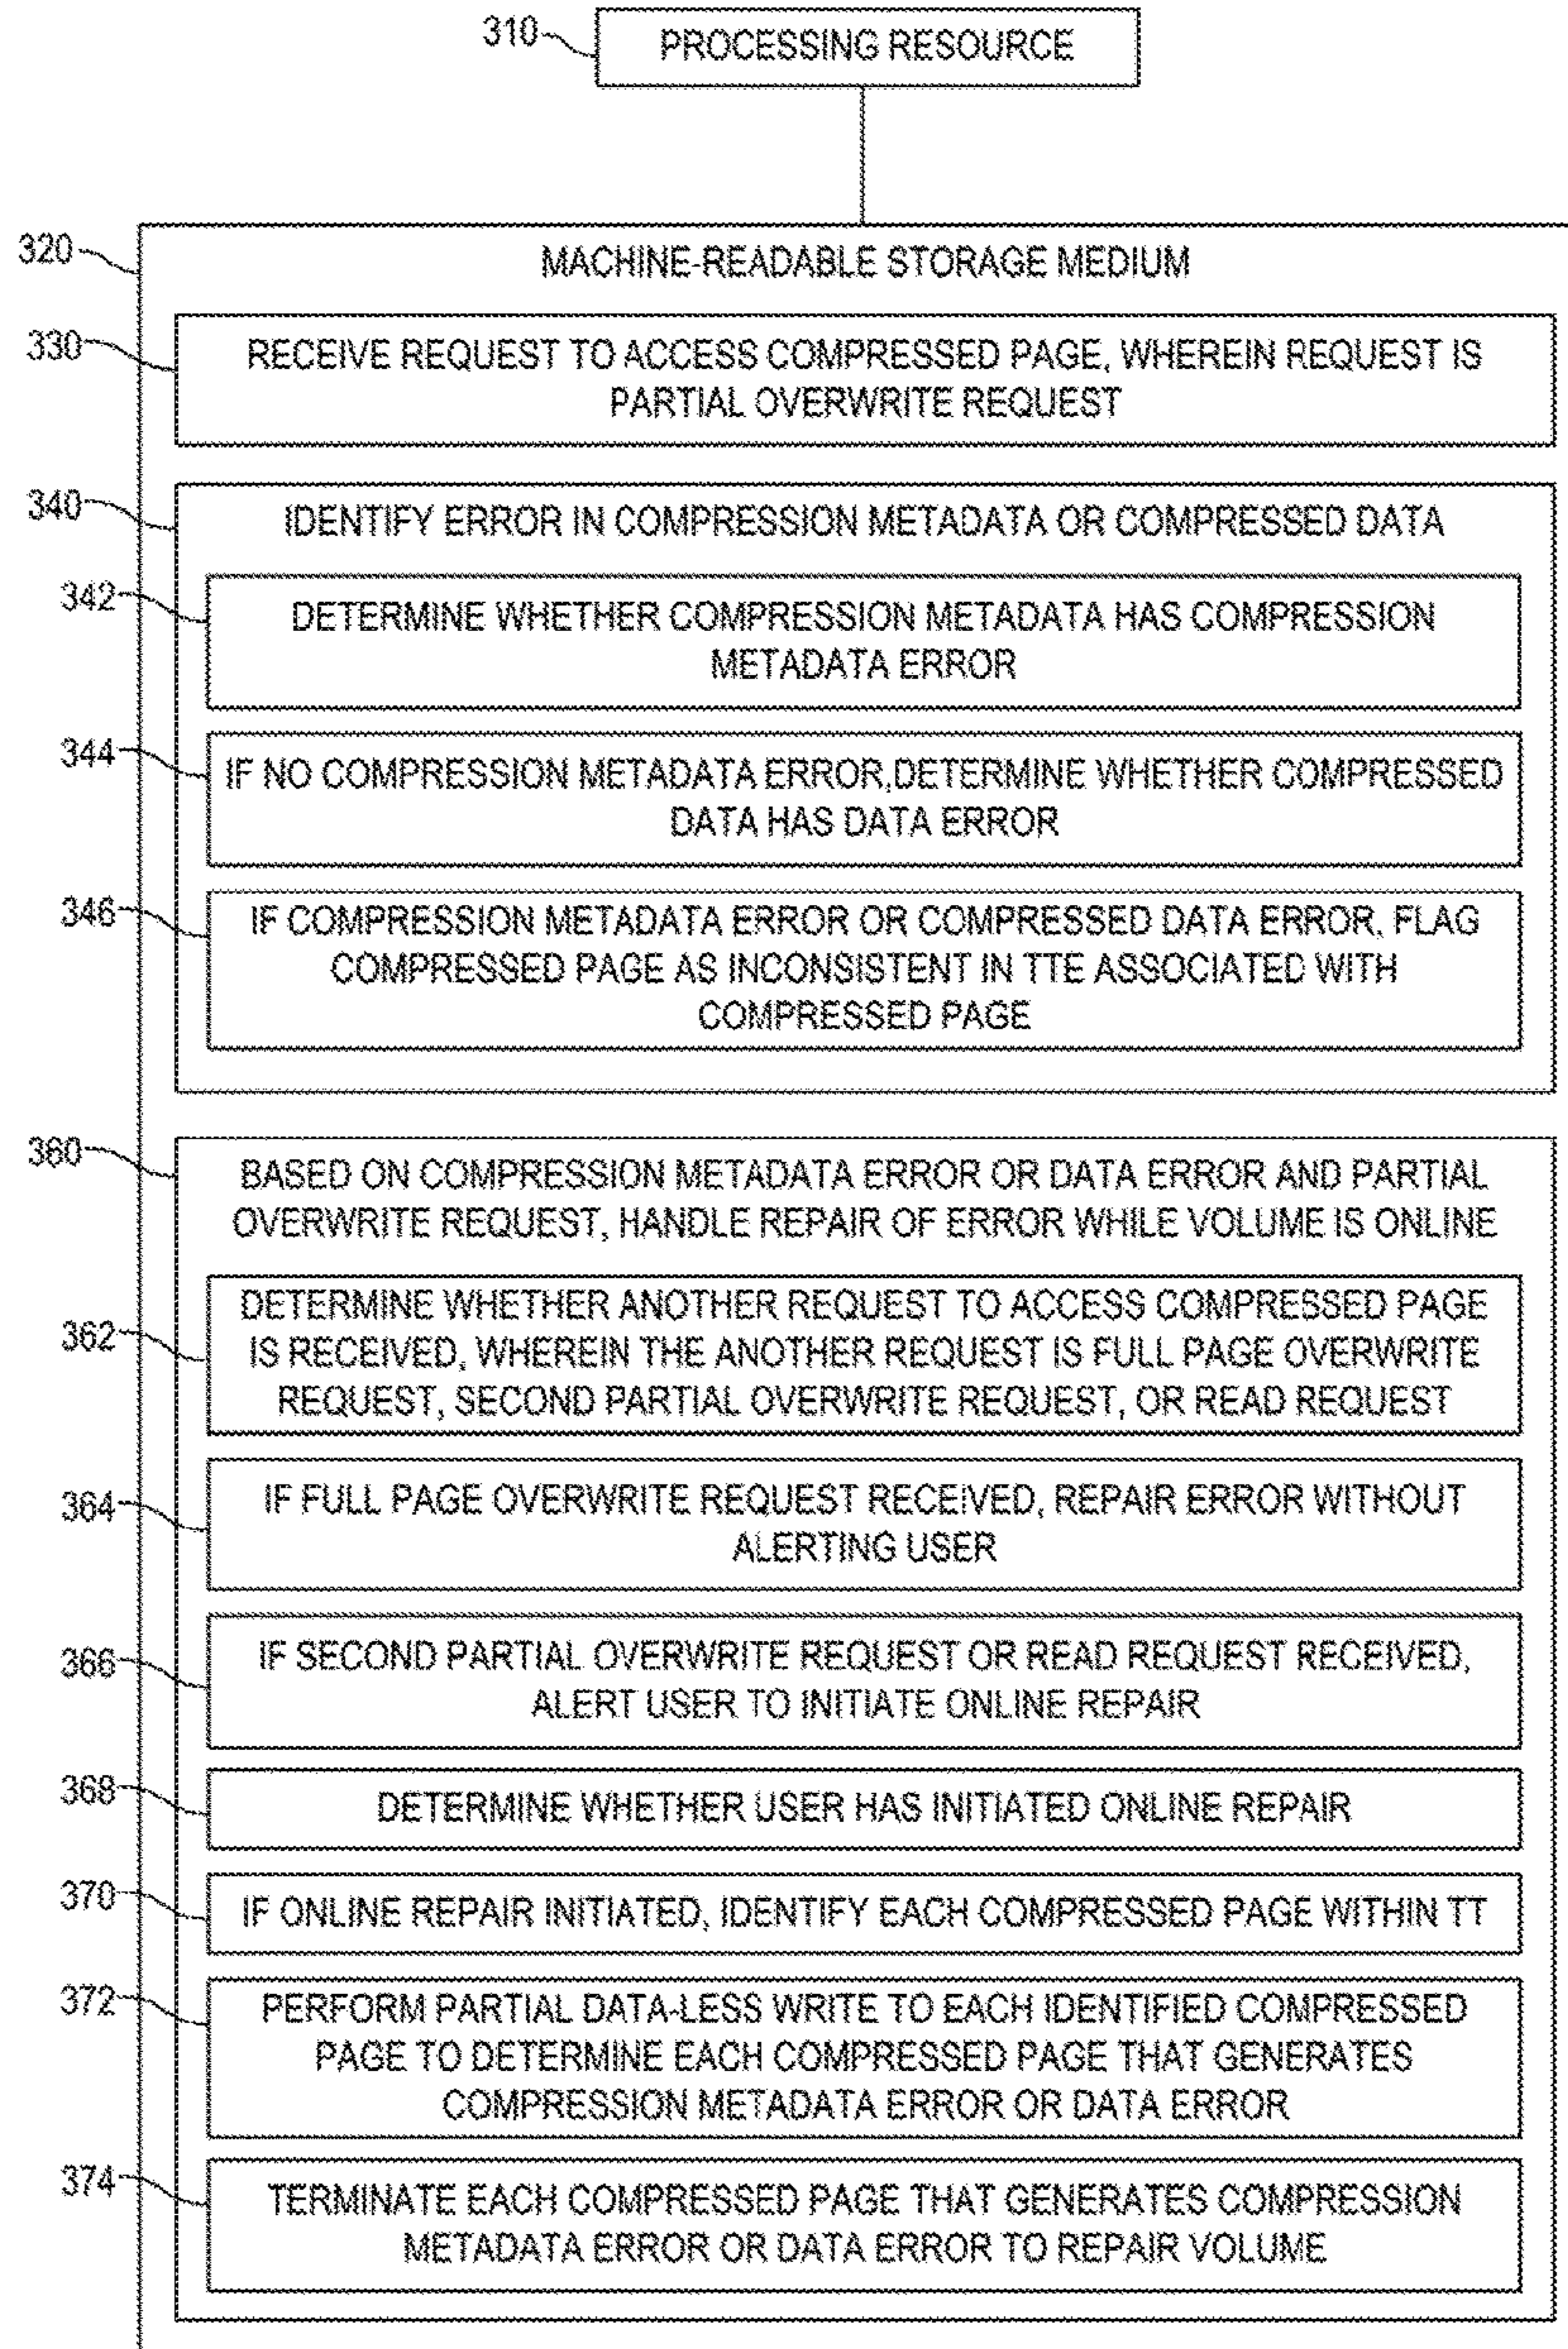 310
PROCESSING RESOURCE
320
MACHINE-READABLE STORAGE MEDIUM
330
RECEIVE REQUEST TO ACCESS COMPRESSED PAGE, WHEREIN REQUEST IS
PARTIAL OVERWRITE REQUEST
340
IDENTIFY ERROR IN COMPRESSION METADATA OR COMPRESSED DATA
342
DETERMINE WHETHER COMPRESSION METADATA HAS COMPRESSION
METADATA ERROR
344
IF NO COMPRESSION METADATA ERROR,DETERMINE WHETHER COMPRESSED
DATA HAS DATA ERROR
346
IF COMPRESSION METADATA ERROR OR COMPRESSED DATA ERROR, FLAG
COMPRESSED PAGE AS INCONSISTENT IN TTE ASSOCIATED WITH
COMPRESSED PAGE
360
BASED ON COMPRESSION METADATA ERROR OR DATA ERROR AND PARTIAL
OVERWRITE REQUEST, HANDLE REPAIR OF ERROR WHILE VOLUME IS ONLINE
362
DETERMINE WHETHER ANOTHER REQUEST TO ACCESS COMPRESSED PAGE
IS RECEIVED, WHEREIN THE ANOTHER REQUEST IS FULL PAGE OVERWRITE
REQUEST, SECOND PARTIAL OVERWRITE REQUEST, OR READ REQUEST
364
IF FULL PAGE OVERWRITE REQUEST RECEIVED, REPAIR ERROR WITHOUT
ALERTING USER
366
IF SECOND PARTIAL OVERWRITE REQUEST OR READ REQUEST RECEIVED,
ALERT USER TO INITIATE ONLINE REPAIR
368
DETERMINE WHETHER USER HAS INITIATED ONLINE REPAIR
370
IF ONLINE REPAIR INITIATED, IDENTIFY EACH COMPRESSED PAGE WITHIN TT
372
PERFORM PARTIAL DATA-LESS WRITE TO EACH IDENTIFIED COMPRESSED
PAGE TO DETERMINE EACH COMPRESSED PAGE THAT GENERATES
COMPRESSION METADATA ERROR OR DATA ERROR
374
TERMINATE EACH COMPRESSED PAGE THAT GENERATES COMPRESSION
METADATA ERROR OR DATA ERROR TO REPAIR VOLUME